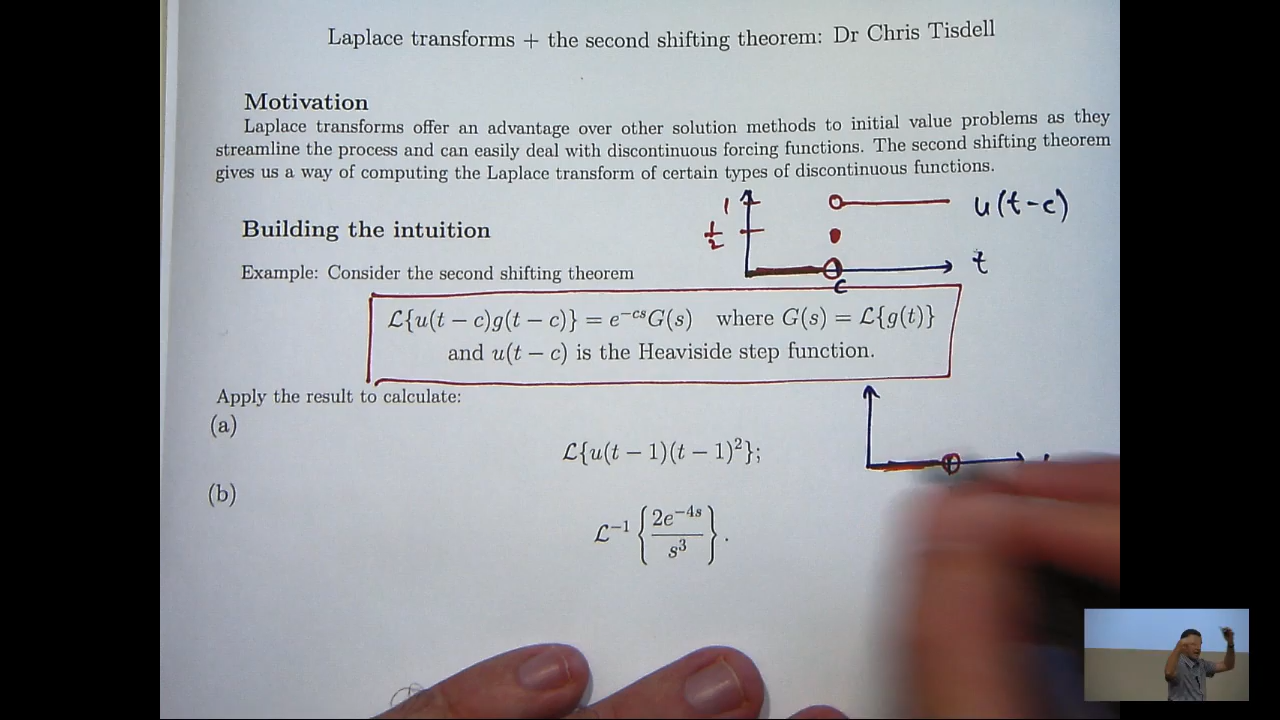 Laplace transforms + the second shifting theorem: Dr Chris Tisdell
Motivation
Laplace transforms offer an advantage over other solution methods to initial value problems as they
streamline the process and can easily deal with discontinuous forcing functions. The second shifting theorem
gives us a way of computing the Laplace transform of certain types of discontinuous functions.
1
u(t-c)
1/2
Building the intuition
t
c
Example: Consider the second shifting theorem
ℒ{u(t − c)g(t − c)} = e^{−cs}G(s) where G(s) = ℒ{g(t)}
and u(t − c) is the Heaviside step function.
Apply the result to calculate:
(a)
ℒ{u(t − 1)(t − 1)²};
(b)
ℒ⁻¹ {2e^{−4s}/s³}.